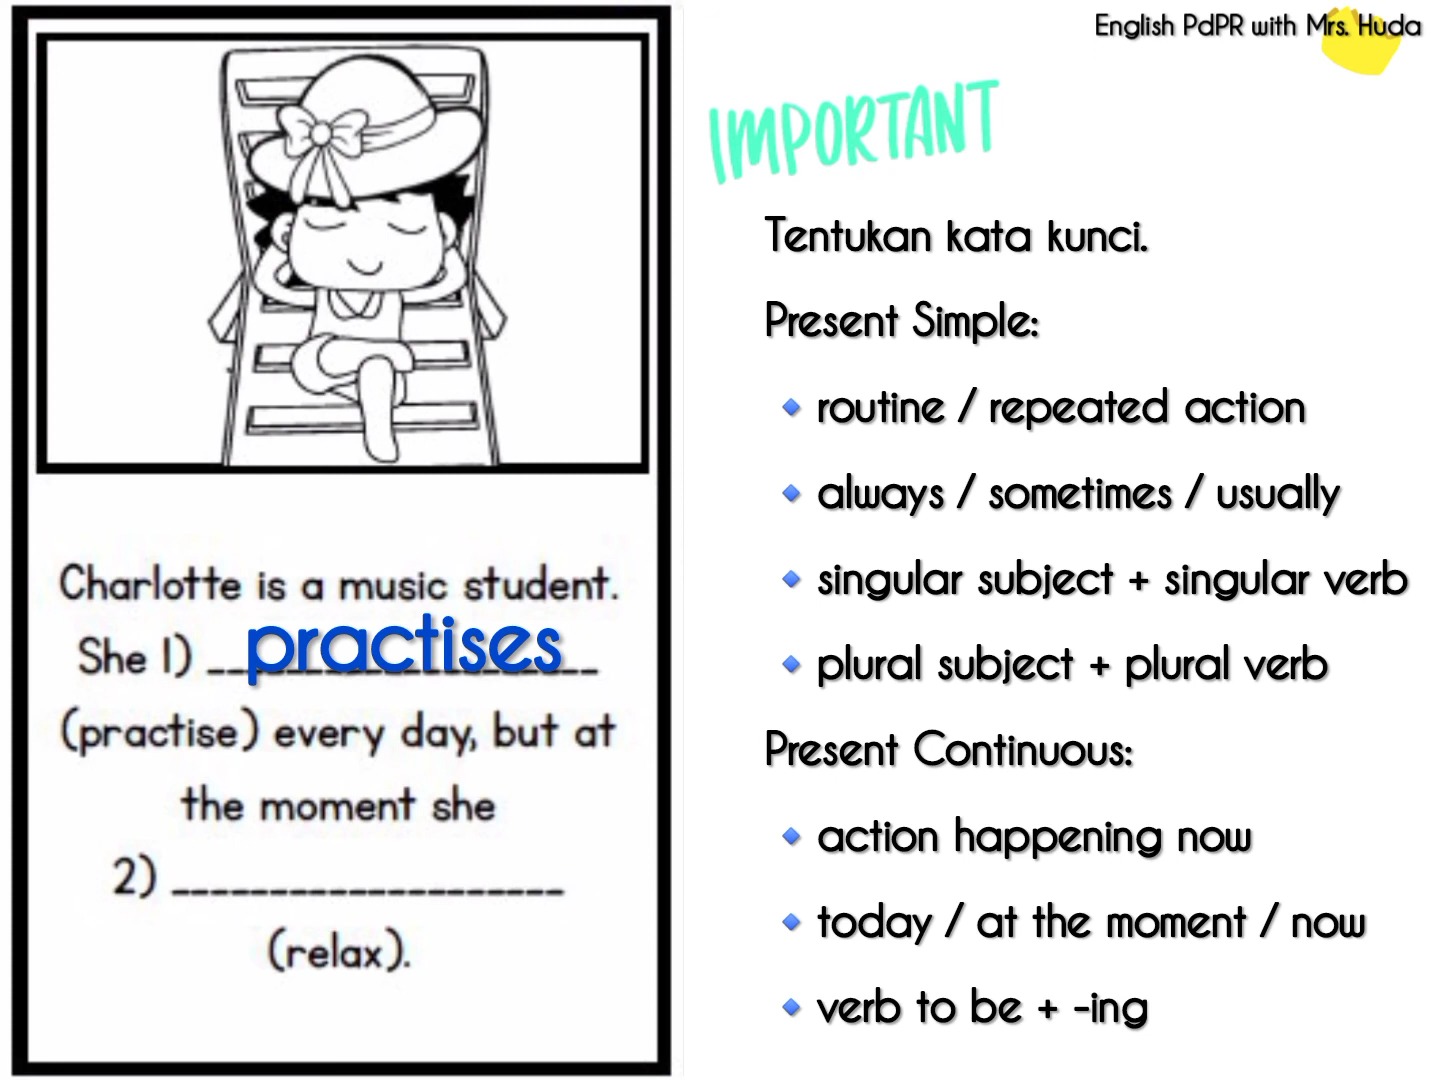 English PdPR with Mrs. Huda
IMPORTANT
Charlotte is a music student.
She 1) __practises__
(practise) every day, but at
the moment she
2) ____________________
(relax).
Tentukan kata kunci.
Present Simple:
🔹 routine / repeated action
🔹 always / sometimes / usually
🔹 singular subject + singular verb
🔹 plural subject + plural verb
Present Continuous:
🔹 action happening now
🔹 today / at the moment / now
🔹 verb to be + -ing